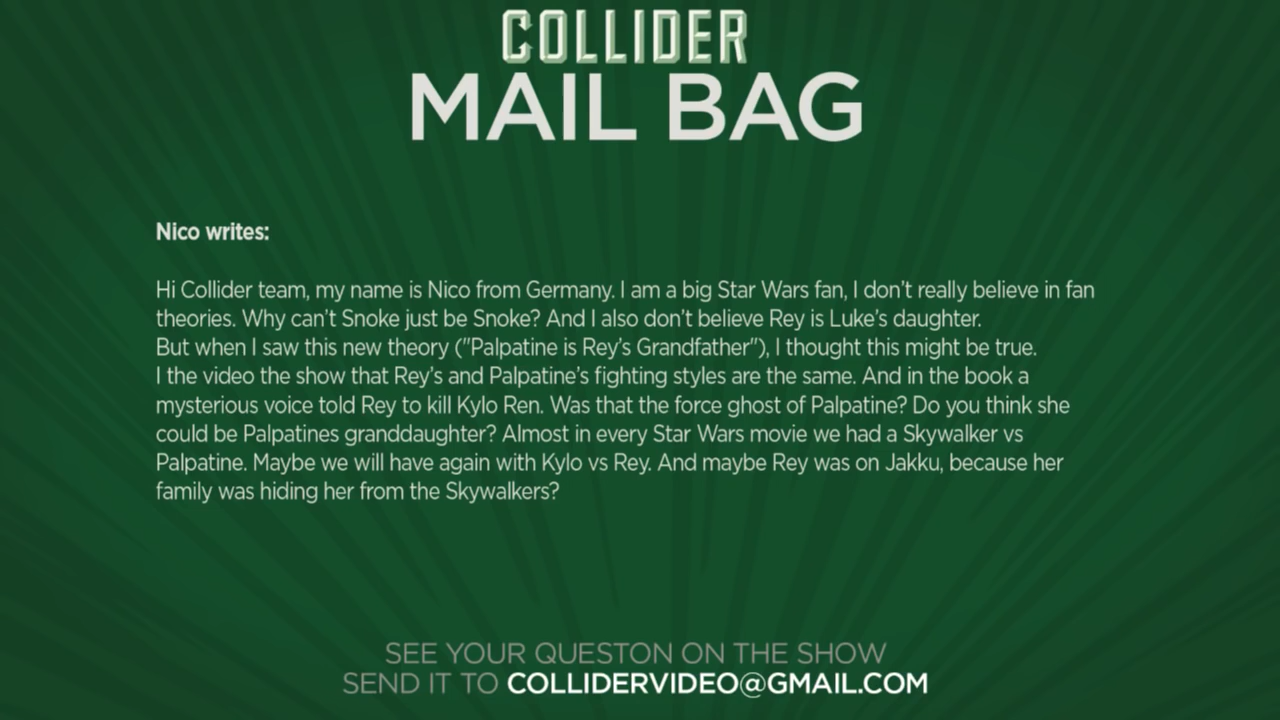 COLLIDER
MAIL BAG
Nico writes:
Hi Collider team, my name is Nico from Germany. I am a big Star Wars fan, I don't really believe in fan
theories. Why can't Snoke just be Snoke? And I also don't believe Rey is Luke's daughter.
But when I saw this new theory ("Palpatine is Rey's Grandfather"), I thought this might be true.
I the video the show that Rey's and Palpatine's fighting styles are the same. And in the book a
mysterious voice told Rey to kill Kylo Ren. Was that the force ghost of Palpatine? Do you think she
could be Palpatines granddaughter? Almost in every Star Wars movie we had a Skywalker vs
Palpatine. Maybe we will have again with Kylo vs Rey. And maybe Rey was on Jakku, because her
family was hiding her from the Skywalkers?
SEE YOUR QUESTON ON THE SHOW
SEND IT TO COLLIDERVIDEO@GMAIL.COM